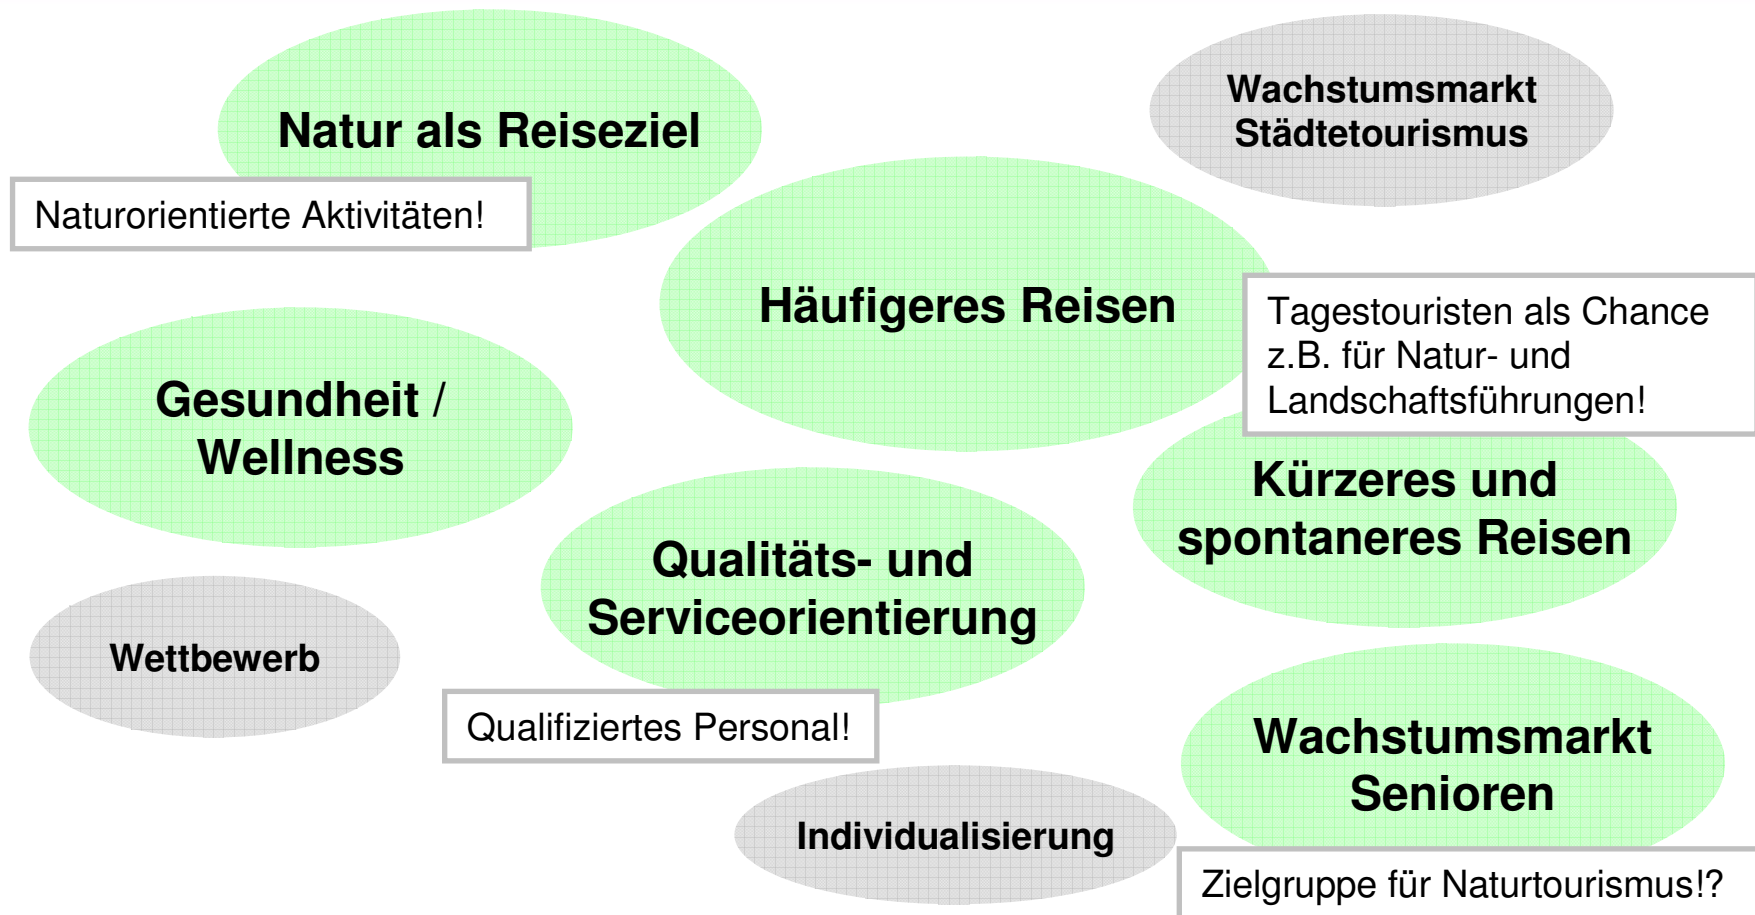 Natur als Reiseziel
Naturorientierte Aktivitäten!
Wachstumsmarkt
Städtetourismus
Häufigeres Reisen
Tagestouristen als Chance
z.B. für Natur- und
Landschaftsführungen!
Gesundheit /
Wellness
Kürzeres und
spontaneres Reisen
Qualitäts- und
Serviceorientierung
Qualifiziertes Personal!
Wettbewerb
Wachstumsmarkt
Senioren
Zielgruppe für Naturtourismus!?
Individualisierung